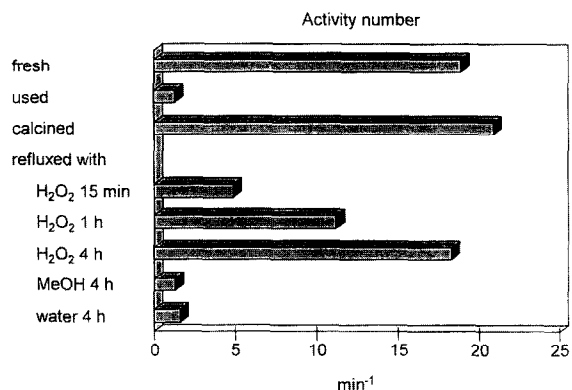 Activity number
fresh
used
calcined
refluxed with
H₂O₂ 15 min
H₂O₂ 1 h
H₂O₂ 4 h
MeOH 4 h
water 4 h
0 5 10 15 20 25
min⁻¹